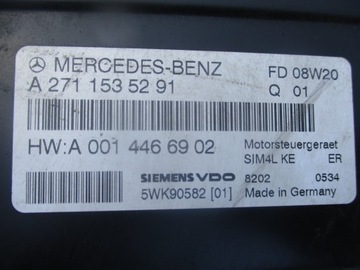 MERCEDES-BENZ FD 08W20
A 271 153 52 91 Q 01
HW:A 001 446 69 02 Motorsteuergeraet
SIM4L KE ER
SIEMENS VDO 8202 0534
5WK90582 [01] Made in Germany